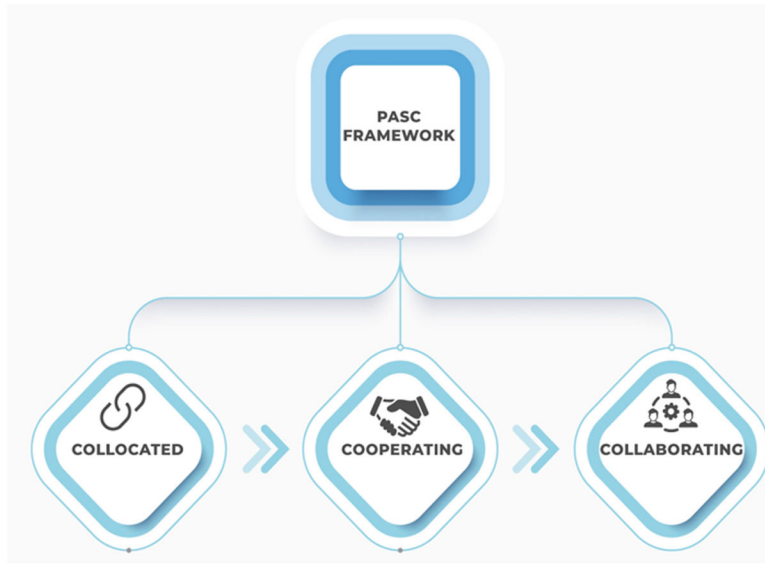 PASC
FRAMEWORK
COLLOCATED
COOPERATING
COLLABORATING